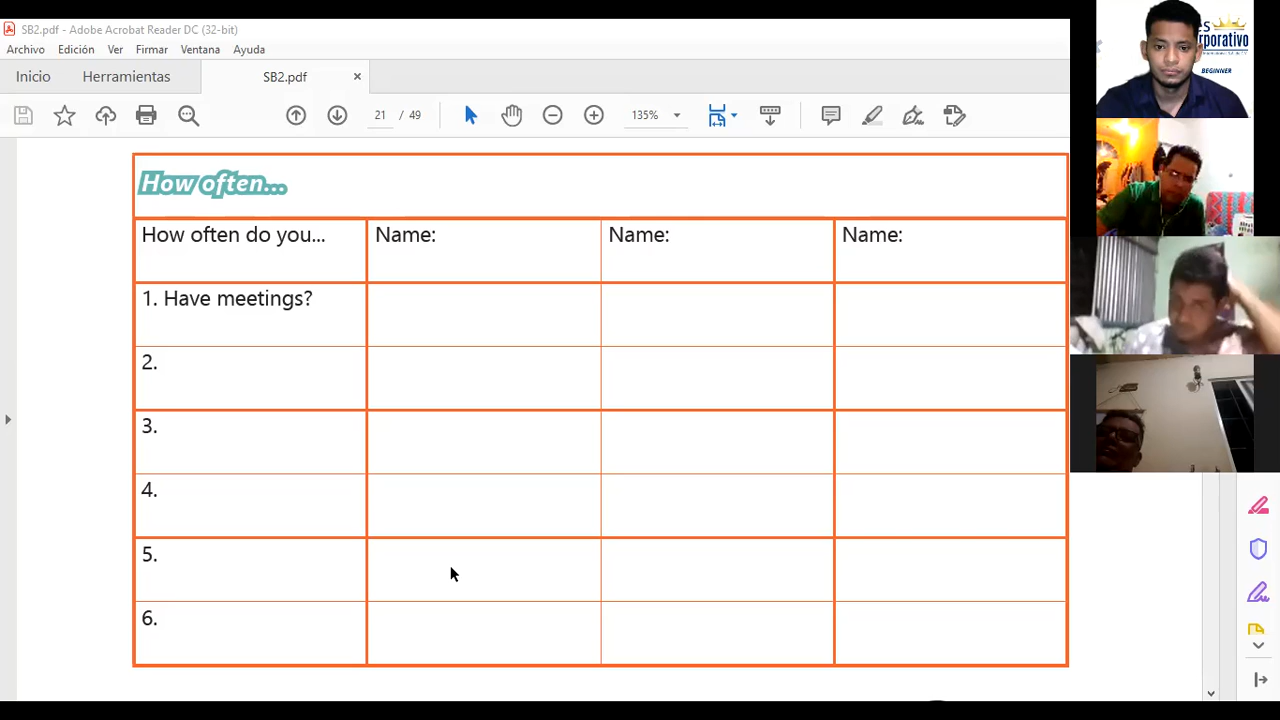 SB2.pdf - Adobe Acrobat Reader DC (32-bit)
Archivo Edición Ver Firmar Ventana Ayuda
Inicio Herramientas SB2.pdf
21 / 49 135%
How often...
How often do you... Name: Name: Name:
1. Have meetings?
2.
3.
4.
5.
6.
BEGINNER